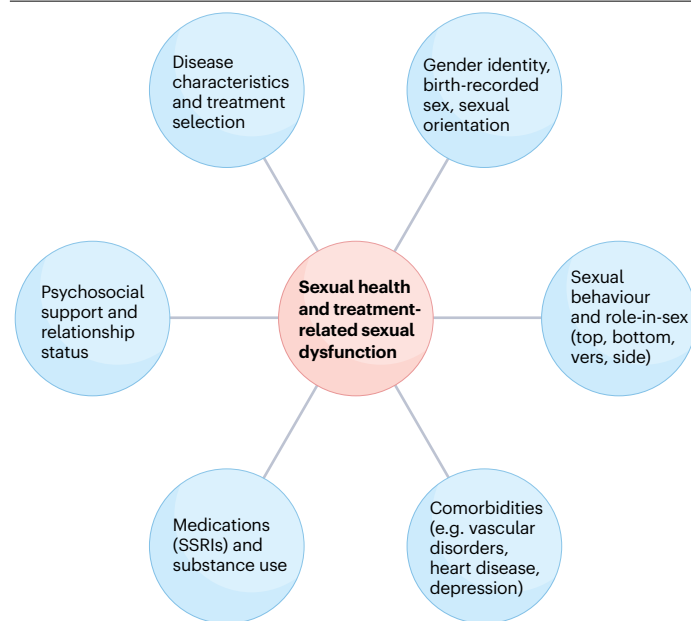 Disease
characteristics
and treatment
selection
Gender identity,
birth-recorded
sex, sexual
orientation
Psychosocial
support and
relationship
status
Sexual health
and treatment-
related sexual
dysfunction
Sexual
behaviour
and role-in-sex
(top, bottom,
vers, side)
Medications
(SSRIs) and
substance use
Comorbidities
(e.g. vascular
disorders,
heart disease,
depression)